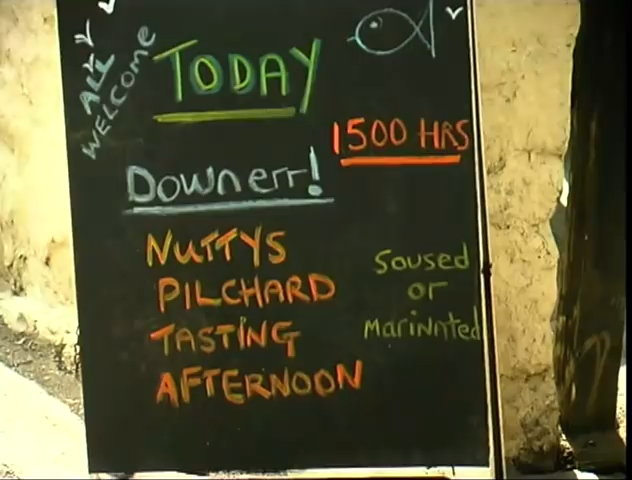 ALL
WELCOME
TODAY
1500 HRS
Downerr!
NUTTYS
PILCHARD
TASTING
AFTERNOON
Soused
or
MariNated